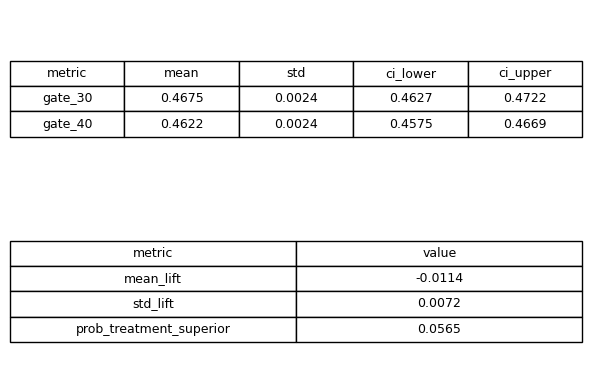 metric mean std ci_lower ci_upper
gate_30 0.4675 0.0024 0.4627 0.4722
gate_40 0.4622 0.0024 0.4575 0.4669
metric value
mean_lift -0.0114
std_lift 0.0072
prob_treatment_superior 0.0565